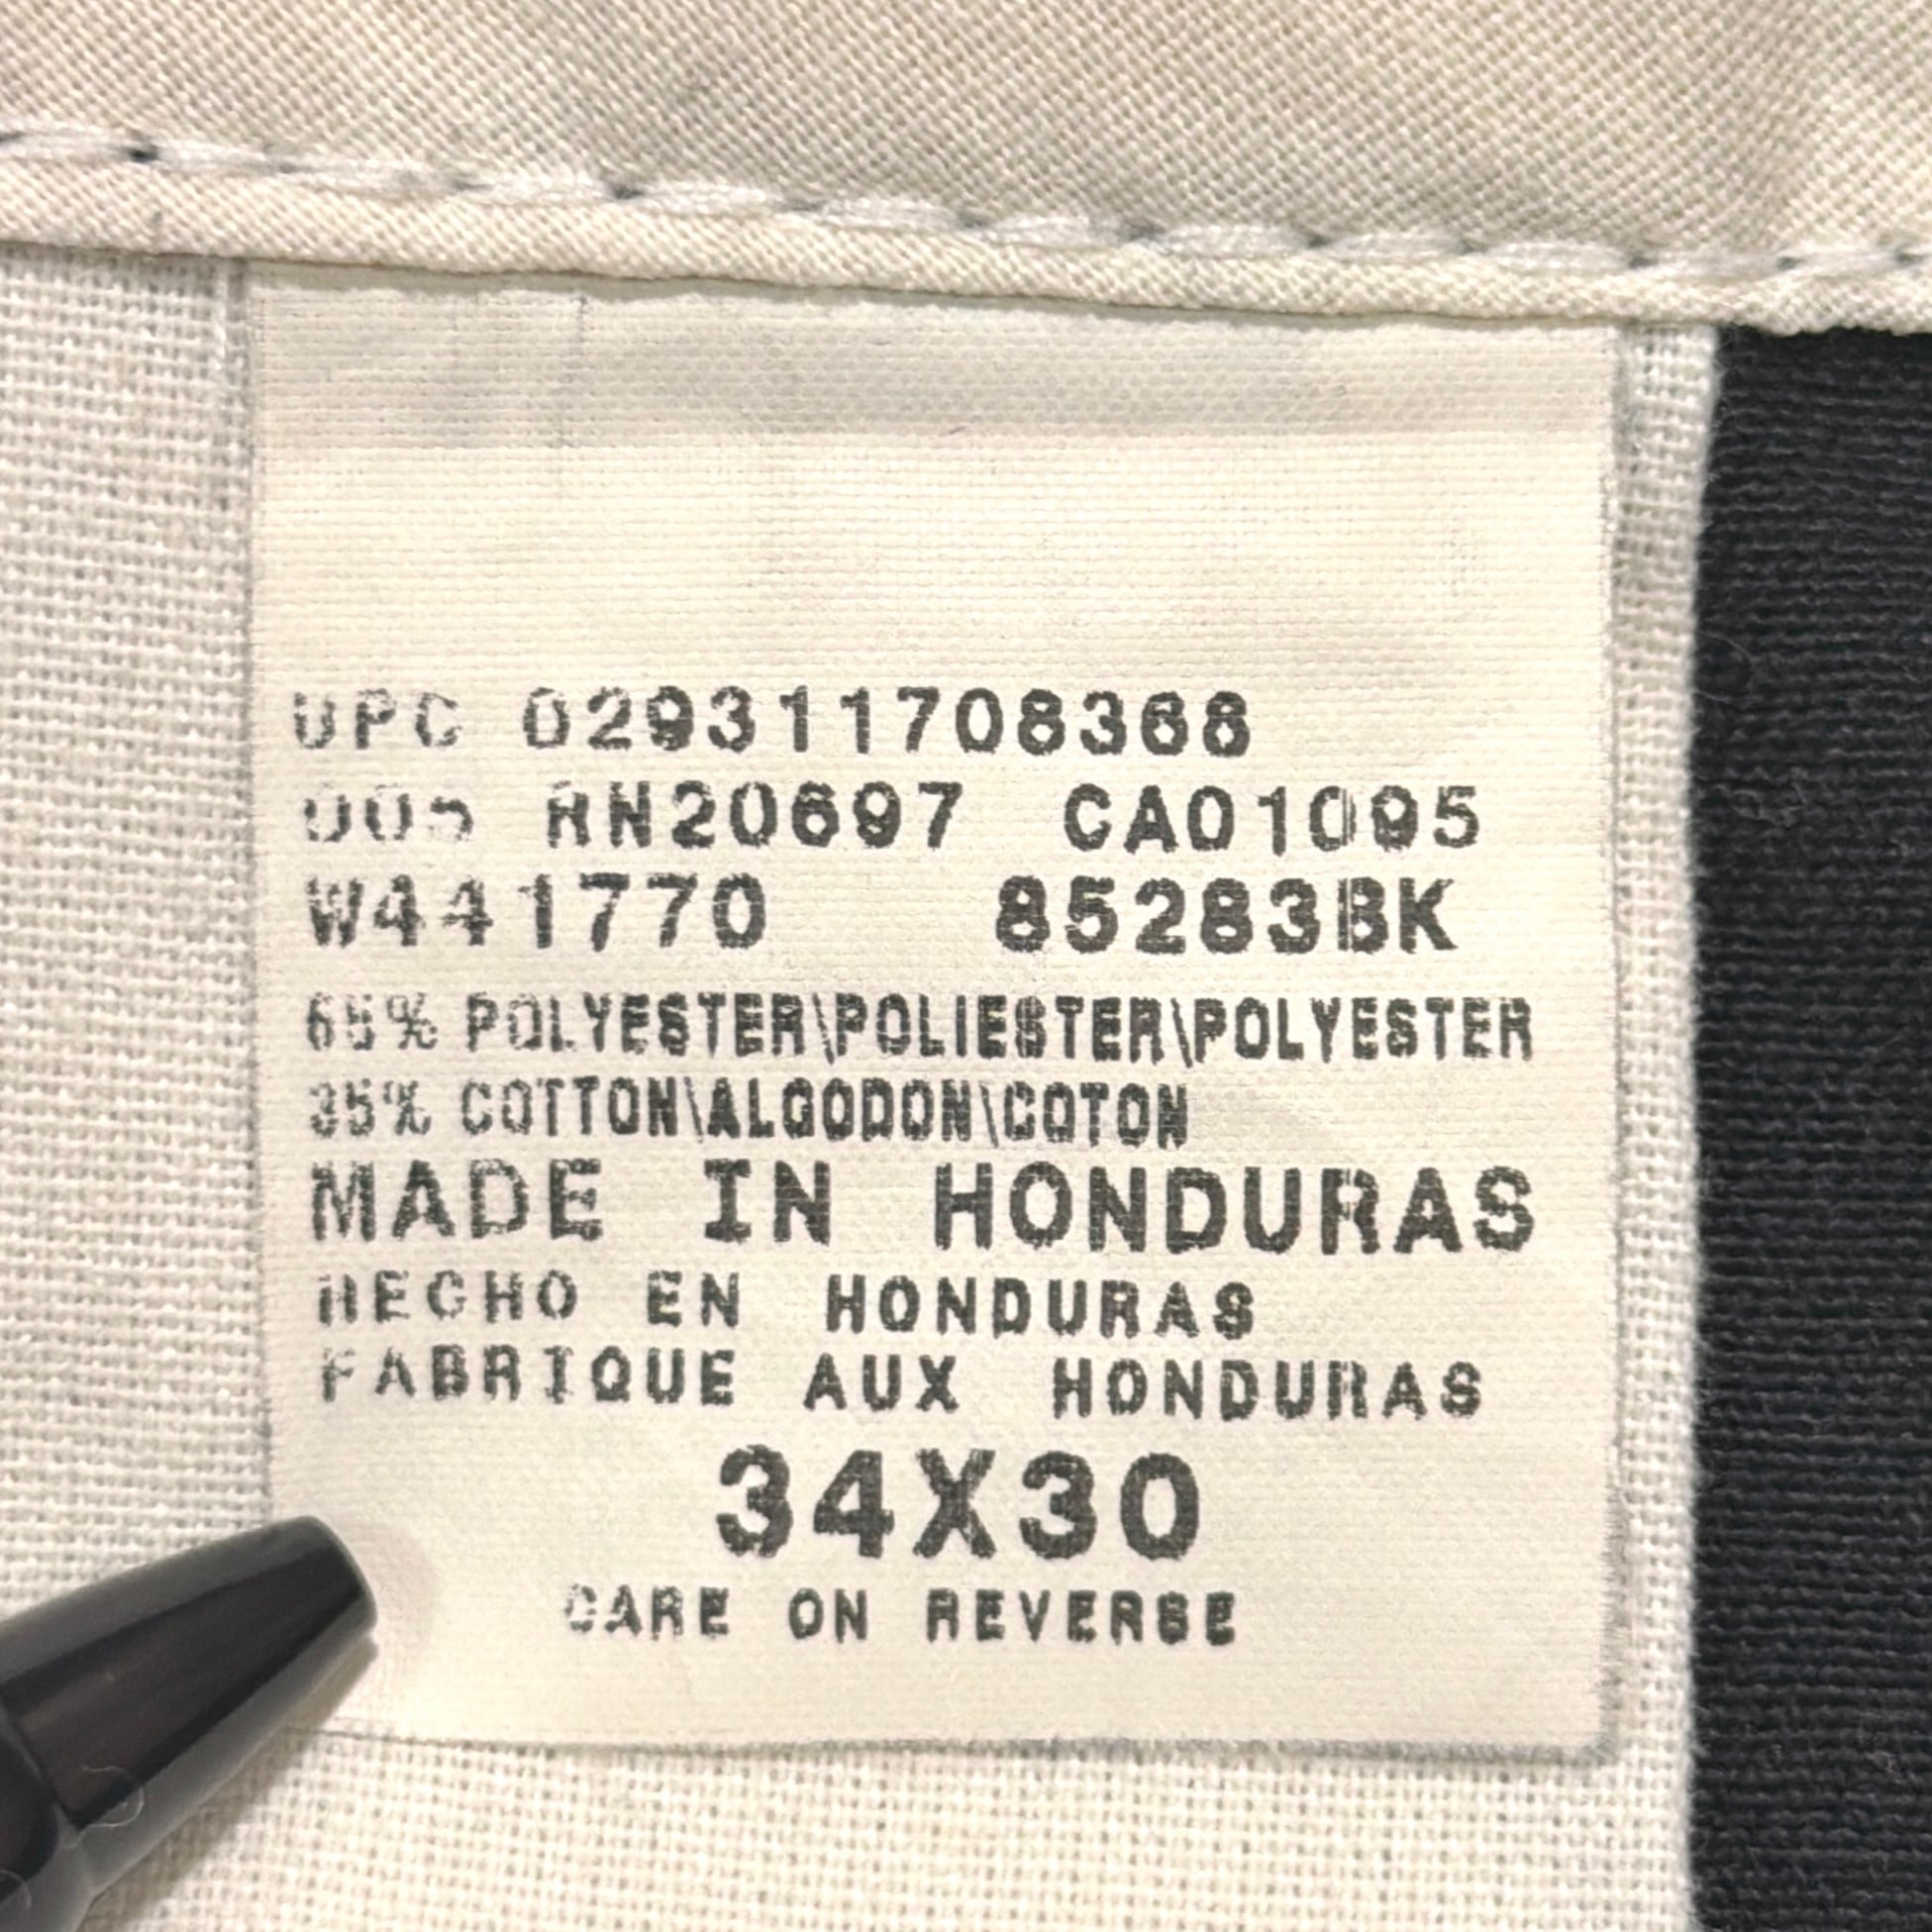 UPC 029311708368
005 RN20697 CA01095
W441770 85283BK
65% POLYESTER\POLIESTER\POLYESTER
35% COTTON\ALGODON\COTON
MADE IN HONDURAS
HECHO EN HONDURAS
FABRIQUE AUX HONDURAS
34X30
CARE ON REVERSE